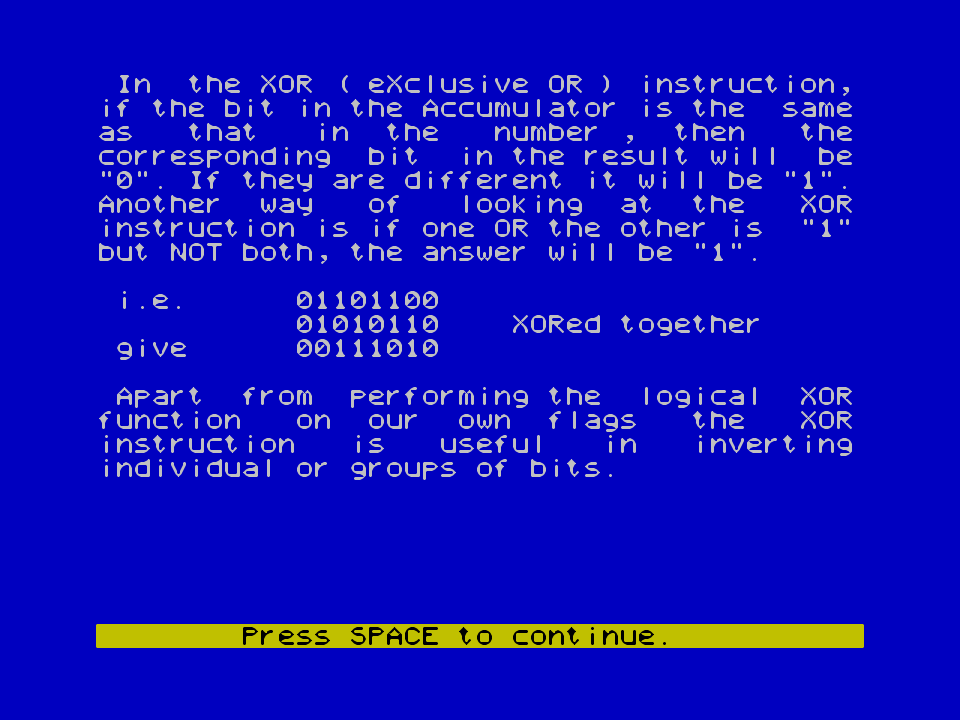 In the XOR ( eXclusive OR ) instruction,
if the bit in the Accumulator is the same
as that in the number , then the
corresponding bit in the result will be
"0". If they are different it will be "1".
Another way of looking at the XOR
instruction is if one OR the other is "1"
but NOT both, the answer will be "1".
i.e. 01101100
01010110 XORed together
give 00111010
Apart from performing the logical XOR
function on our own flags the XOR
instruction is useful in inverting
individual or groups of bits.
Press SPACE to continue.